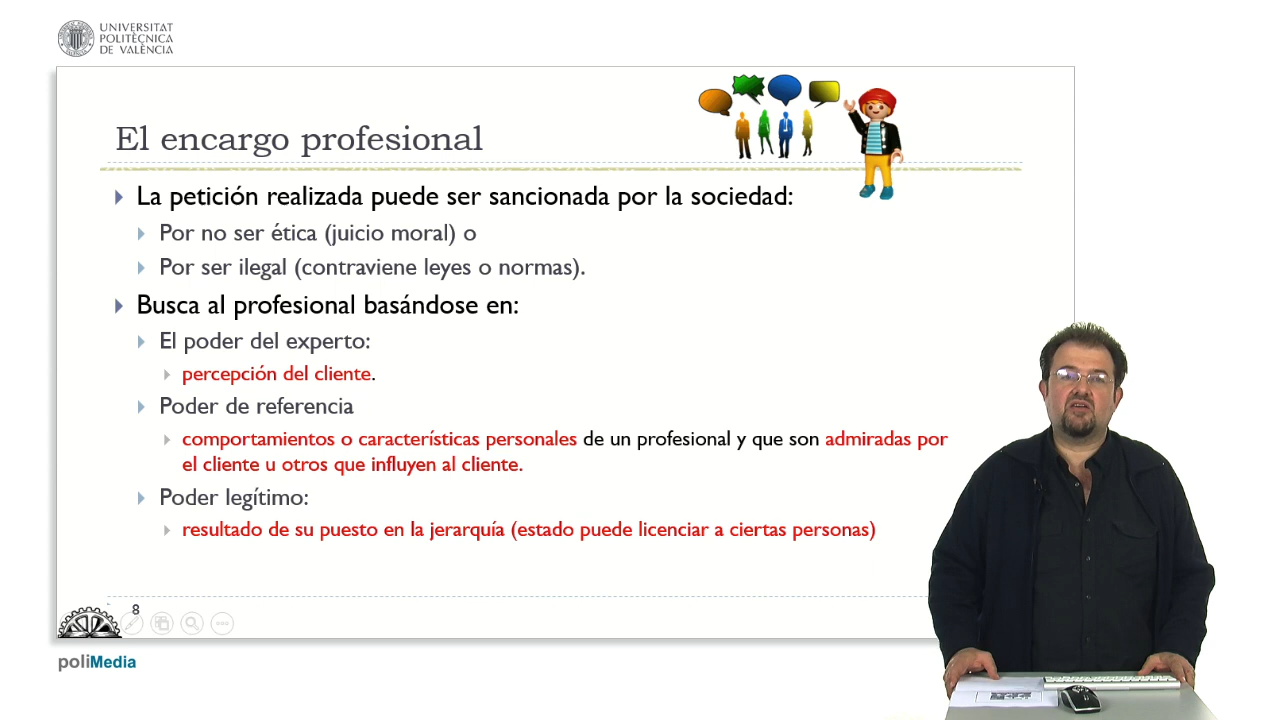 UNIVERSITAT
POLITÈCNICA
DE VALÈNCIA
El encargo profesional
La petición realizada puede ser sancionada por la sociedad:
Por no ser ética (juicio moral) o
Por ser ilegal (contraviene leyes o normas).
Busca al profesional basándose en:
El poder del experto:
percepción del cliente.
Poder de referencia
comportamientos o características personales de un profesional y que son admiradas por
el cliente u otros que influyen al cliente.
Poder legítimo:
resultado de su puesto en la jerarquía (estado puede licenciar a ciertas personas)
8
poliMedia